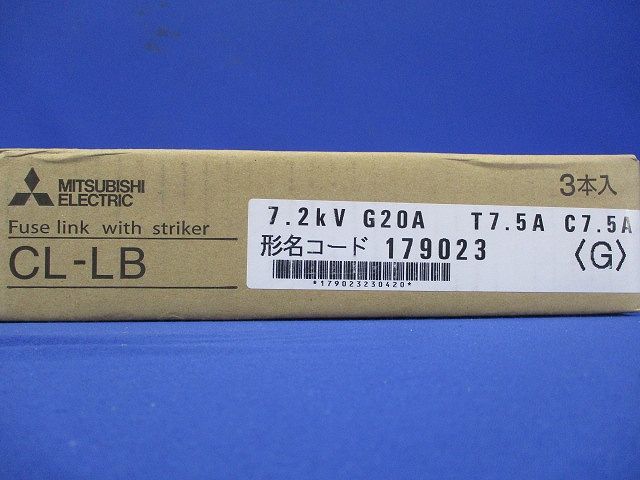 MITSUBISHI
ELECTRIC
Fuse link with striker
CL-LB
3本入
7.2kV G20A T7.5A C7.5A
形名コード 179023
〈G〉
*179023230420*